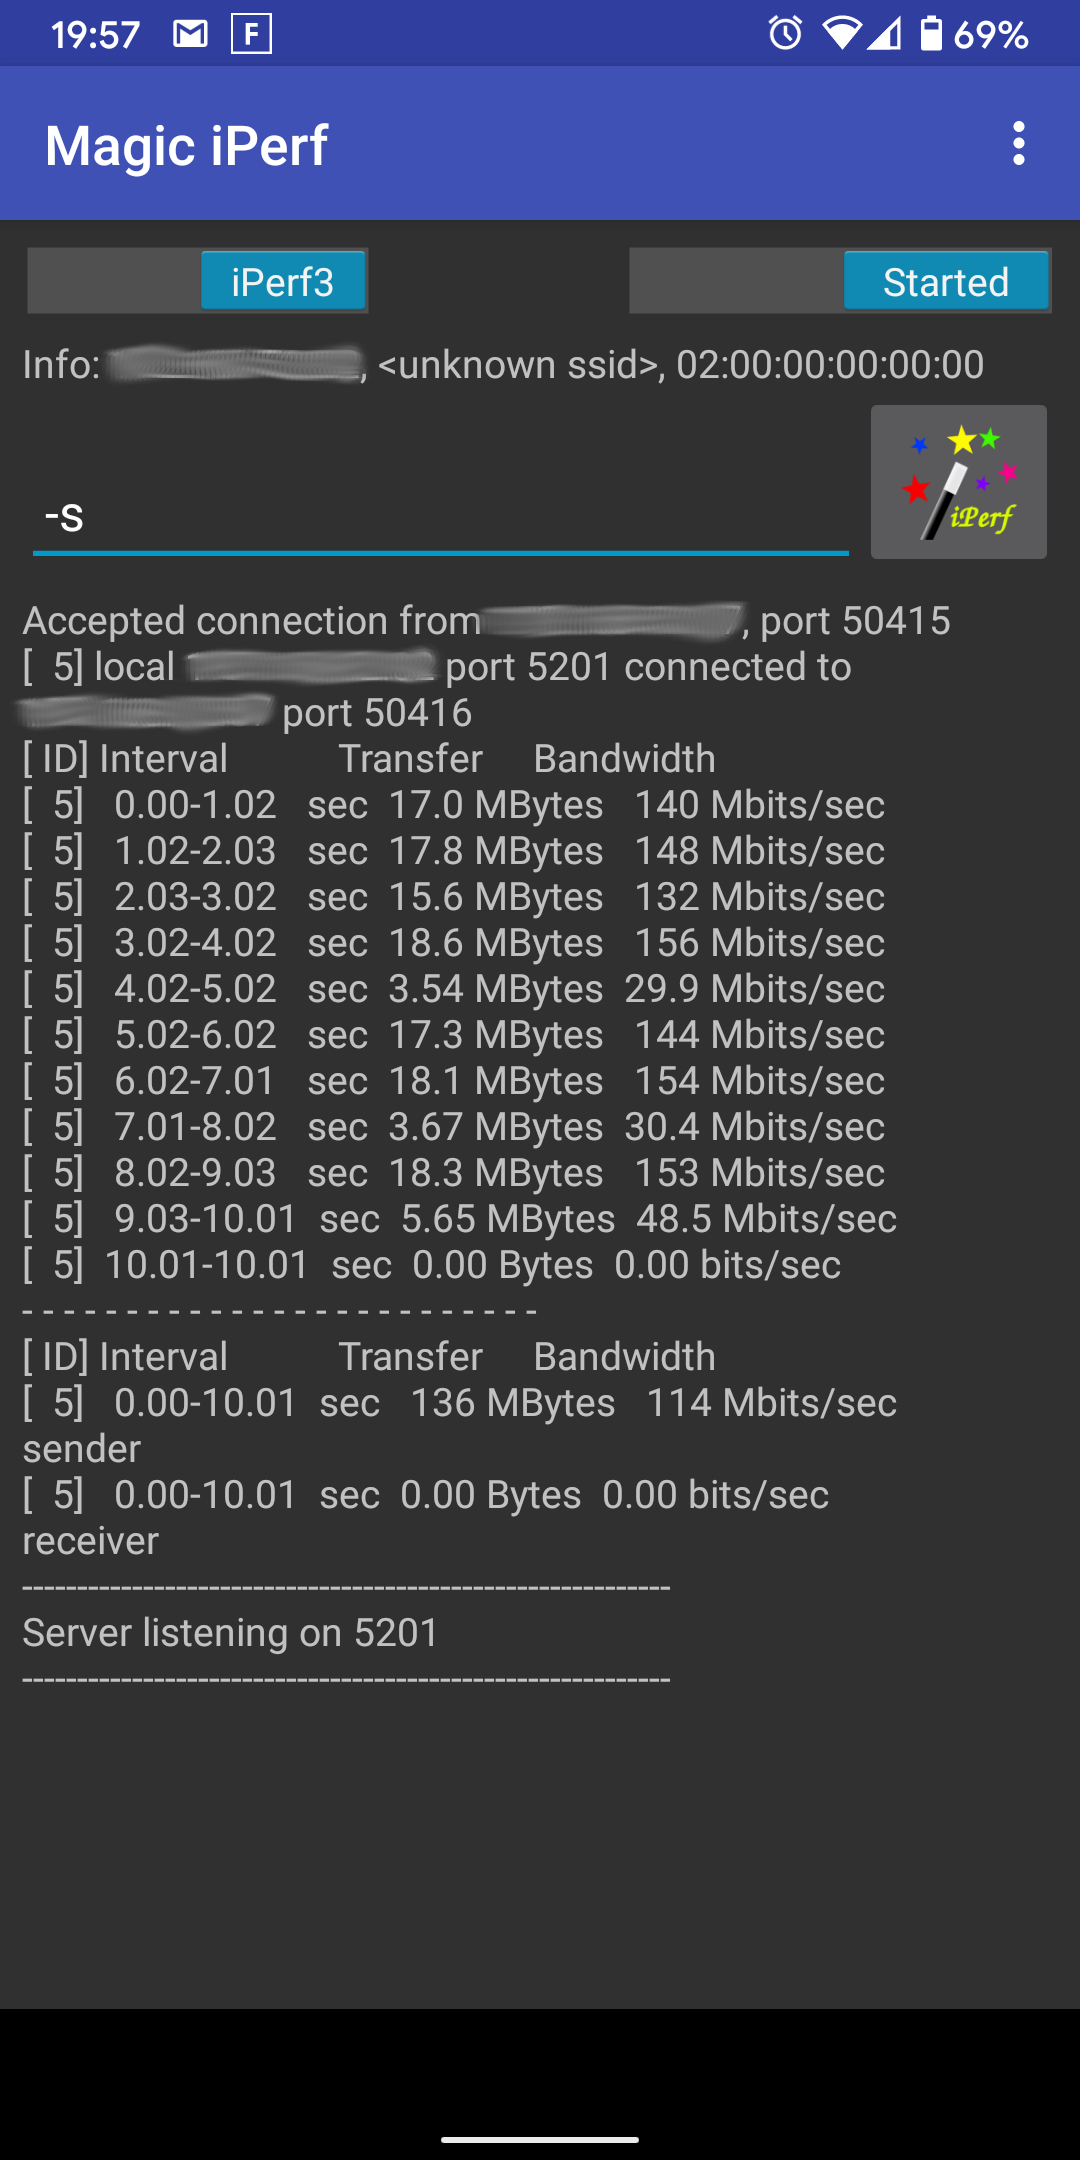 19:57 F 69%
Magic iPerf
iPerf3 Started
Info: , <unknown ssid>, 02:00:00:00:00:00
iPerf
-s
Accepted connection from , port 50415
[  5] local port 5201 connected to
port 50416
[ ID] Interval           Transfer     Bandwidth
[  5]   0.00-1.02   sec  17.0 MBytes   140 Mbits/sec
[  5]   1.02-2.03   sec  17.8 MBytes   148 Mbits/sec
[  5]   2.03-3.02   sec  15.6 MBytes   132 Mbits/sec
[  5]   3.02-4.02   sec  18.6 MBytes   156 Mbits/sec
[  5]   4.02-5.02   sec  3.54 MBytes  29.9 Mbits/sec
[  5]   5.02-6.02   sec  17.3 MBytes   144 Mbits/sec
[  5]   6.02-7.01   sec  18.1 MBytes   154 Mbits/sec
[  5]   7.01-8.02   sec  3.67 MBytes  30.4 Mbits/sec
[  5]   8.02-9.03   sec  18.3 MBytes   153 Mbits/sec
[  5]   9.03-10.01  sec  5.65 MBytes  48.5 Mbits/sec
[  5]  10.01-10.01  sec  0.00 Bytes  0.00 bits/sec
- - - - - - - - - - - - - - - - - - - - - - - - -
[ ID] Interval           Transfer     Bandwidth
[  5]   0.00-10.01  sec   136 MBytes   114 Mbits/sec
sender
[  5]   0.00-10.01  sec  0.00 Bytes  0.00 bits/sec
receiver
-----------------------------------------------------------
Server listening on 5201
-----------------------------------------------------------